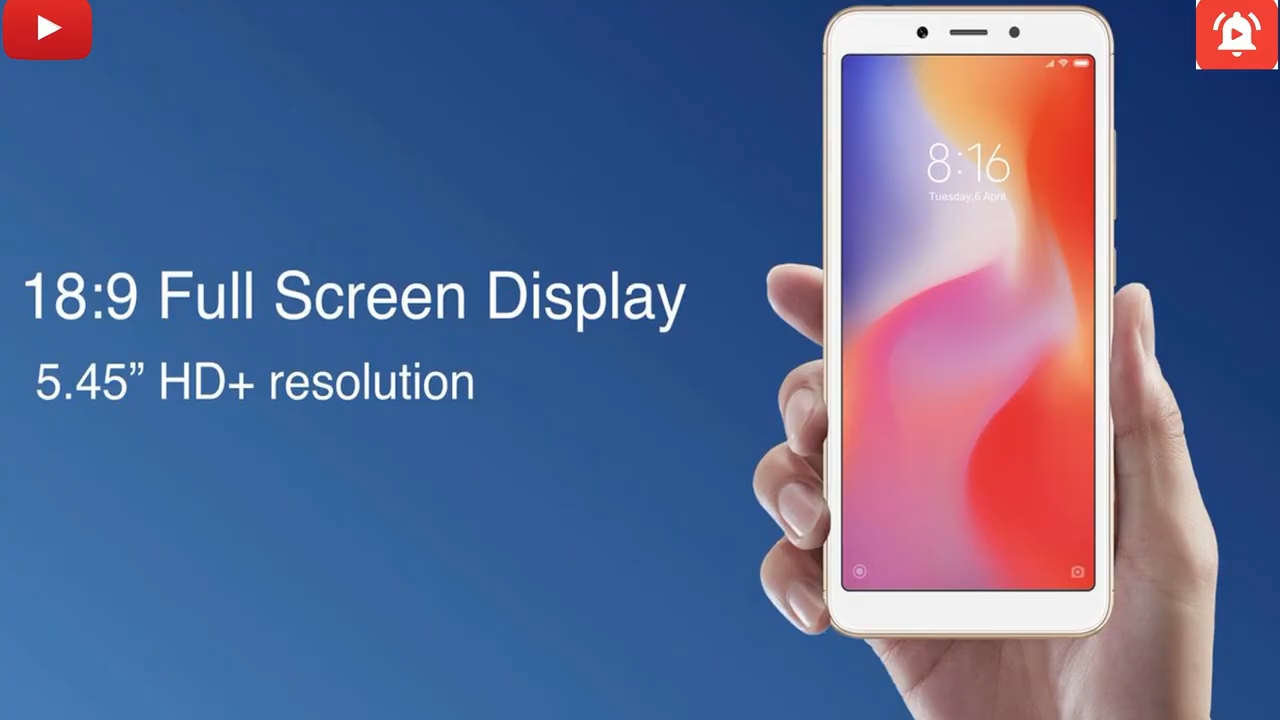 8:16
Tuesday,6 April
18:9 Full Screen Display
5.45” HD+ resolution